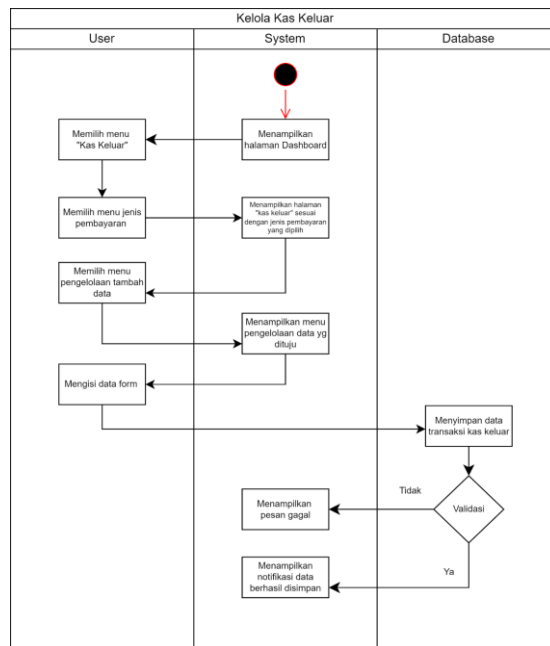 Kelola Kas Keluar
User
System
Database
Menampilkan
halaman Dashboard
Memilih menu
"Kas Keluar"
Memilih menu jenis
pembayaran
Menampilkan halaman
"kas keluar" sesuai
dengan jenis pembayaran
yang dipilih
Memilih menu
pengelolaan tambah
data
Menampilkan menu
pengelolaan data yg
dituju
Mengisi data form
Menyimpan data
transaksi kas keluar
Validasi
Tidak
Menampilkan
pesan gagal
Ya
Menampilkan
notifikasi data
berhasil disimpan